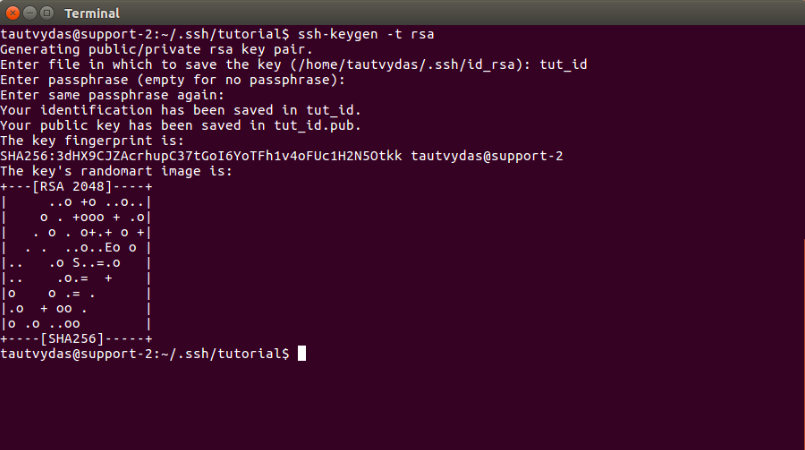 Terminal
tautvydas@support-2:~/.ssh/tutorial$ ssh-keygen -t rsa
Generating public/private rsa key pair.
Enter file in which to save the key (/home/tautvydas/.ssh/id_rsa): tut_id
Enter passphrase (empty for no passphrase):
Enter same passphrase again:
Your identification has been saved in tut_id.
Your public key has been saved in tut_id.pub.
The key fingerprint is:
SHA256:3dHX9CJZAcrhupC37tGoI6YoTFh1v4oFUc1H2N5Otkk tautvydas@support-2
The key's randomart image is:
+---[RSA 2048]----+
|     ..o +o ..o..|
|    o . +ooo + .o|
|   . o . o+.+ o +|
|  . .  ..o..Eo o |
|..   .o S..=.o   |
|..    .o.=  +    |
|o    o .= .      |
|.o  + oo .       |
|o .o ..oo        |
+----[SHA256]-----+
tautvydas@support-2:~/.ssh/tutorial$